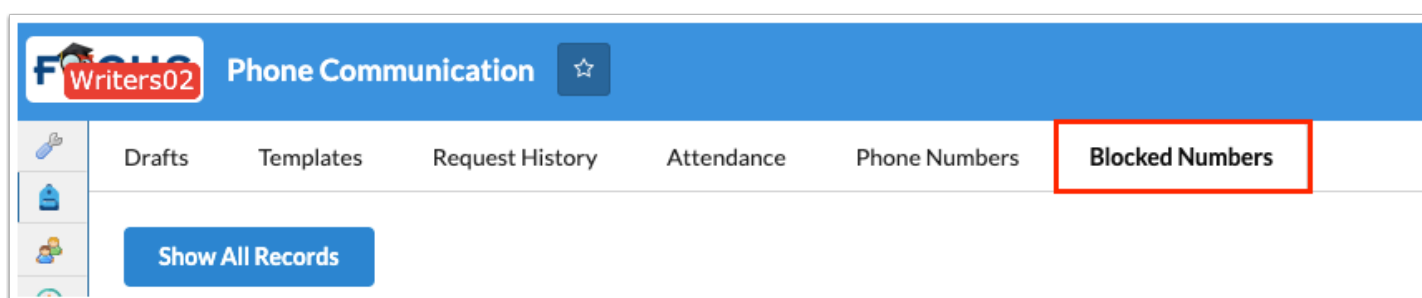 Writers02
Phone Communication
Drafts Templates Request History Attendance Phone Numbers Blocked Numbers
Show All Records